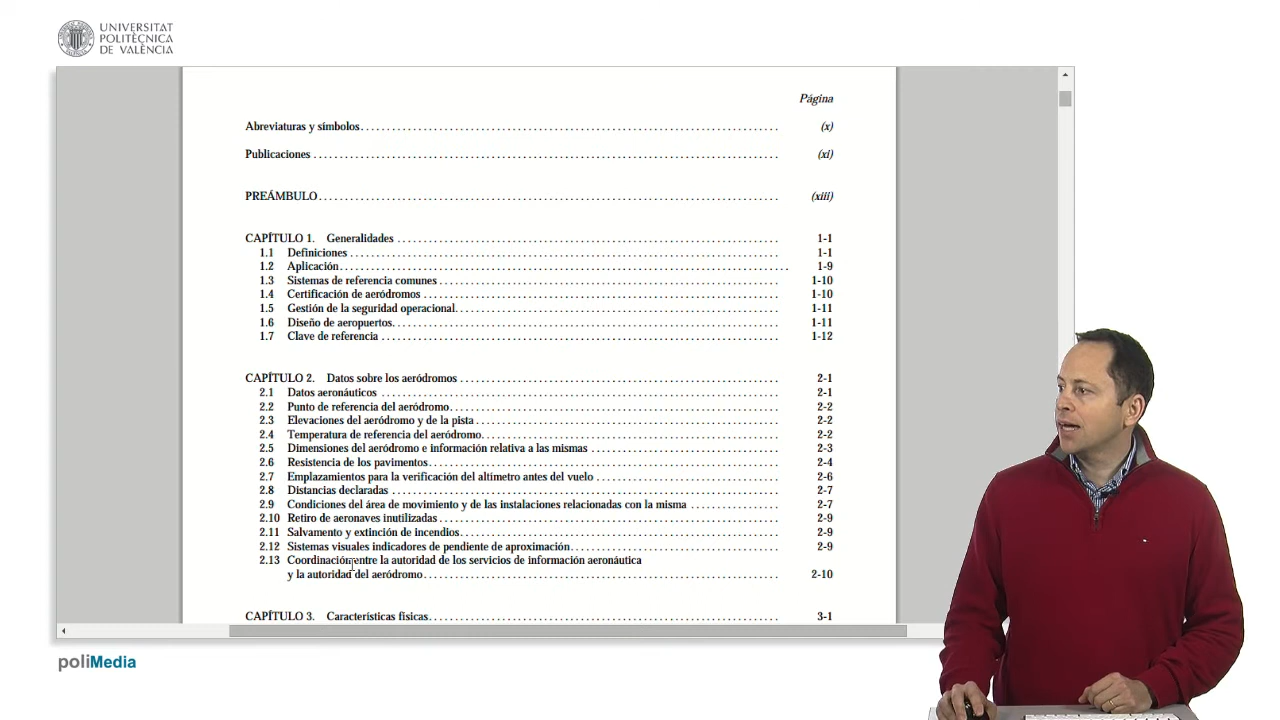 UNIVERSITAT
POLITÈCNICA
DE VALÈNCIA
Página
Abreviaturas y símbolos (x)
Publicaciones (xi)
PREÁMBULO (xiii)
CAPÍTULO 1. Generalidades 1-1
1.1 Definiciones 1-1
1.2 Aplicación 1-9
1.3 Sistemas de referencia comunes 1-10
1.4 Certificación de aeródromos 1-10
1.5 Gestión de la seguridad operacional 1-11
1.6 Diseño de aeropuertos 1-11
1.7 Clave de referencia 1-12
CAPÍTULO 2. Datos sobre los aeródromos 2-1
2.1 Datos aeronáuticos 2-1
2.2 Punto de referencia del aeródromo 2-2
2.3 Elevaciones del aeródromo y de la pista 2-2
2.4 Temperatura de referencia del aeródromo 2-2
2.5 Dimensiones del aeródromo e información relativa a las mismas 2-3
2.6 Resistencia de los pavimentos 2-4
2.7 Emplazamientos para la verificación del altímetro antes del vuelo 2-6
2.8 Distancias declaradas 2-7
2.9 Condiciones del área de movimiento y de las instalaciones relacionadas con la misma 2-7
2.10 Retiro de aeronaves inutilizadas 2-9
2.11 Salvamento y extinción de incendios 2-9
2.12 Sistemas visuales indicadores de pendiente de aproximación 2-9
2.13 Coordinación entre la autoridad de los servicios de información aeronáutica
y la autoridad del aeródromo 2-10
CAPÍTULO 3. Características físicas 3-1
poliMedia